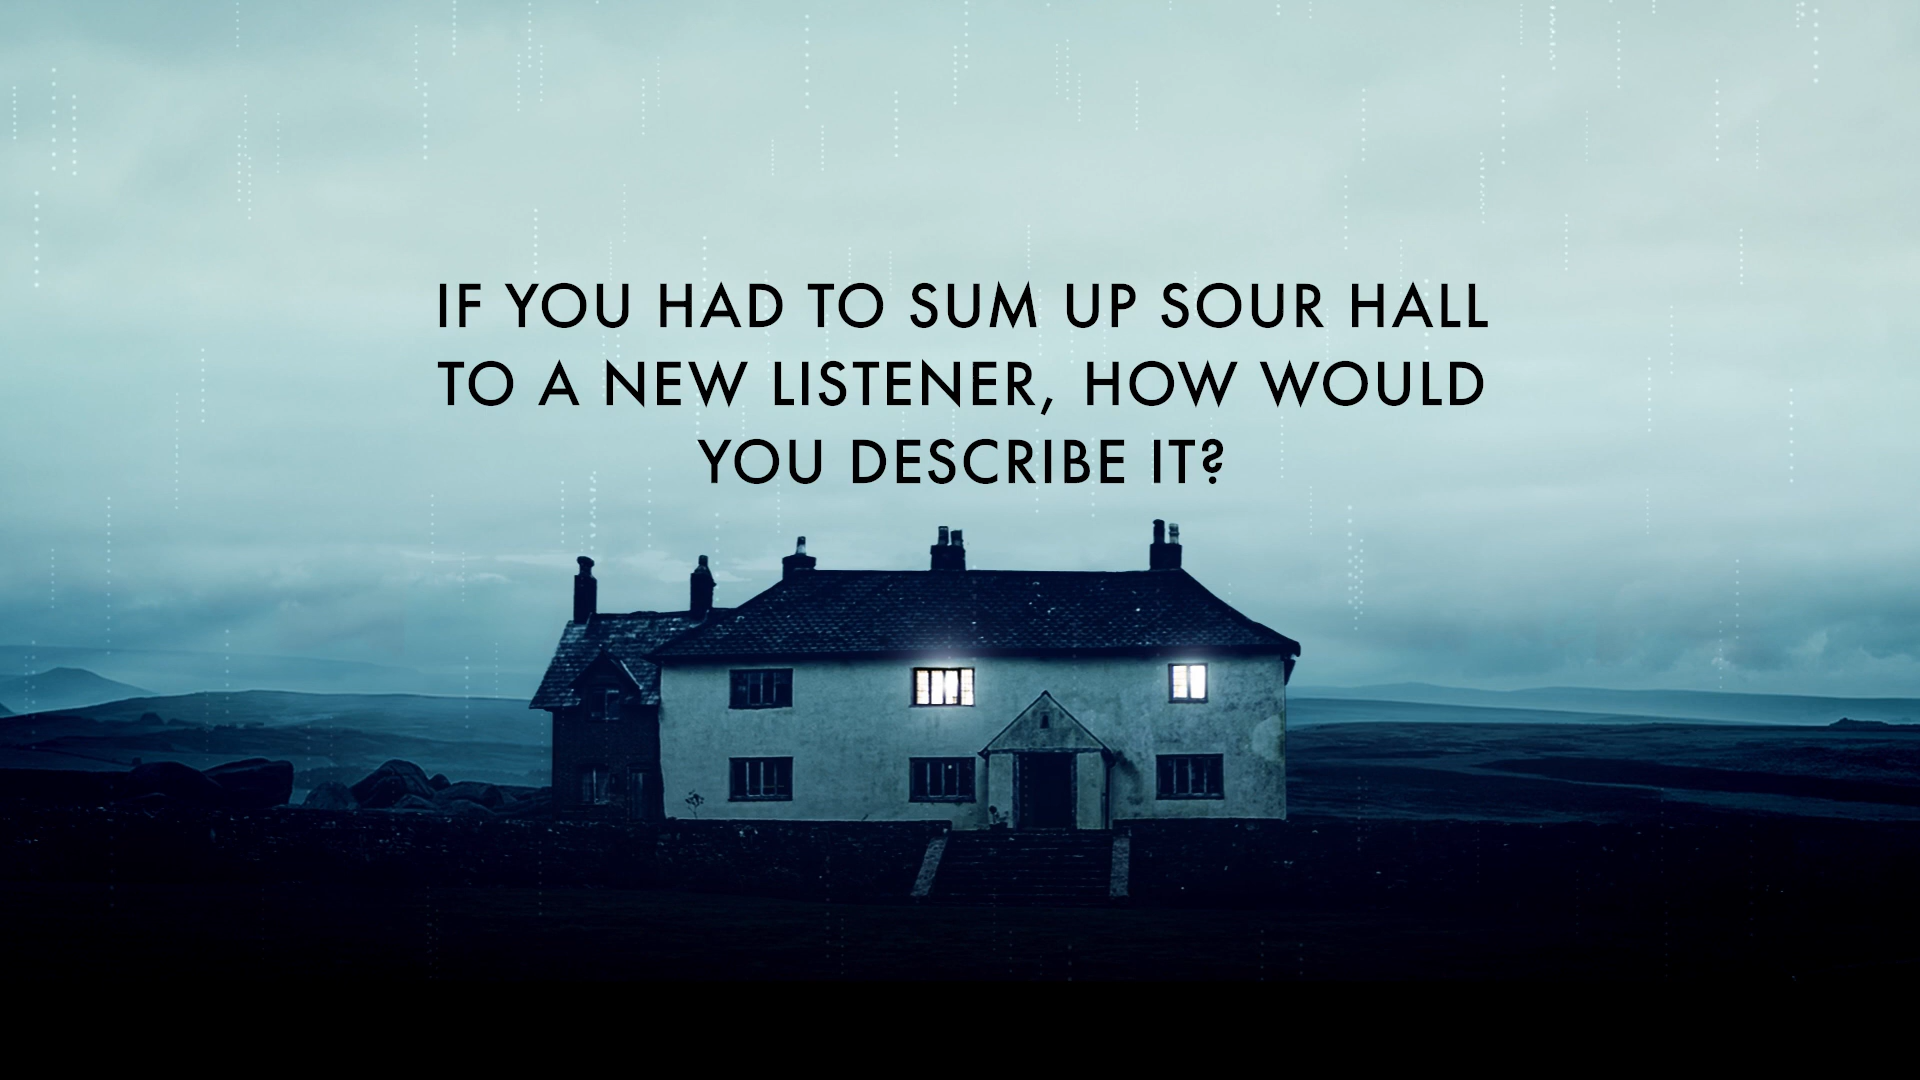 IF YOU HAD TO SUM UP SOUR HALL
TO A NEW LISTENER, HOW WOULD
YOU DESCRIBE IT?